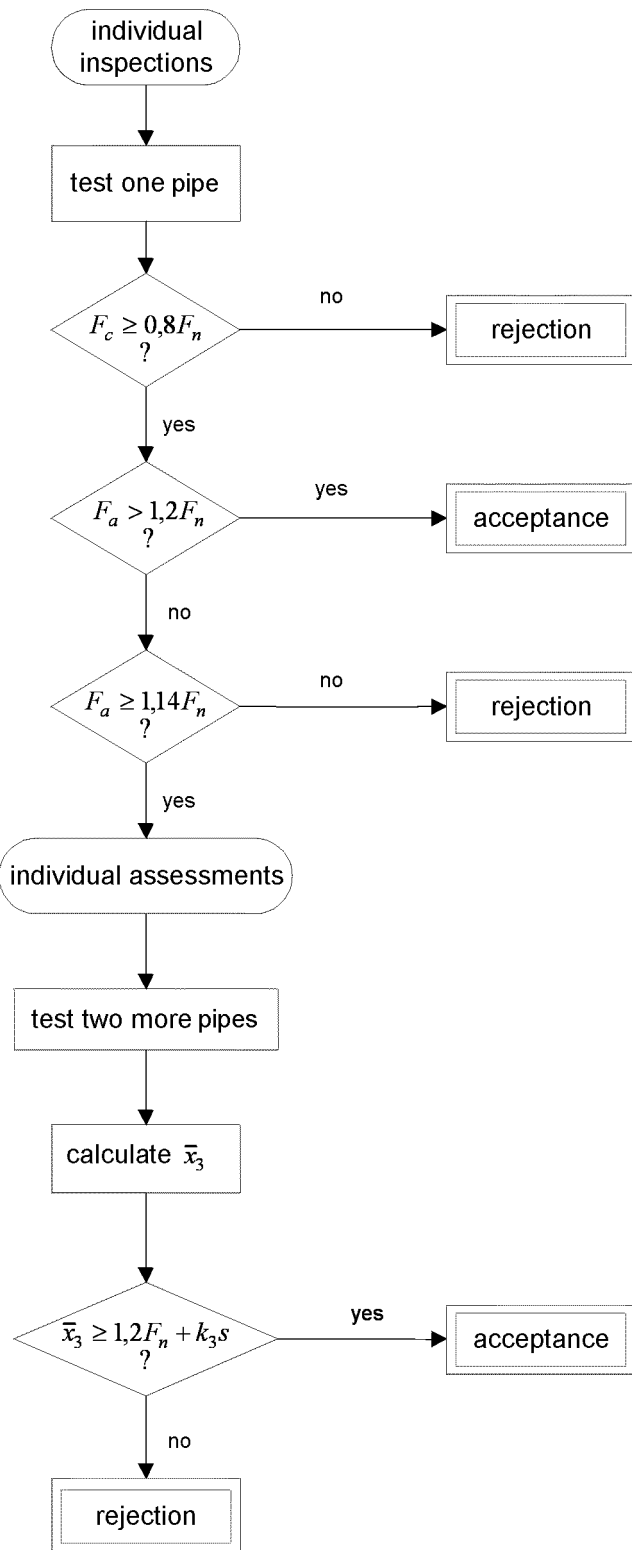 individual
inspections
test one pipe
F_c ≥ 0,8F_n
?
no
rejection
yes
F_a > 1,2F_n
?
yes
acceptance
no
F_a ≥ 1,14F_n
?
no
rejection
yes
individual assessments
test two more pipes
calculate x̄_3
x̄_3 ≥ 1,2F_n + k_3s
?
yes
acceptance
no
rejection